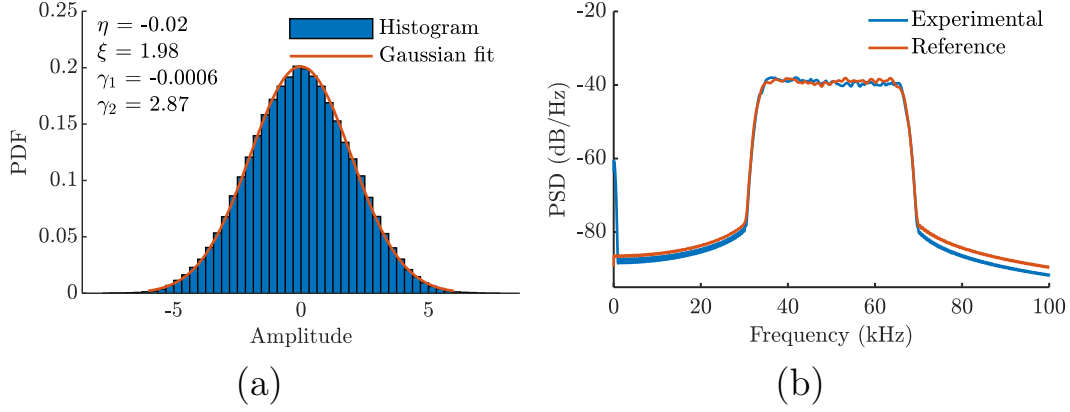 0.25
0.2
0.15
0.1
0.05
0
PDF
η = -0.02
ξ = 1.98
γ₁ = -0.0006
γ₂ = 2.87
Histogram
Gaussian fit
-5
0
5
Amplitude
(a)
-20
-40
-60
-80
PSD (dB/Hz)
Experimental
Reference
0
20
40
60
80
100
Frequency (kHz)
(b)